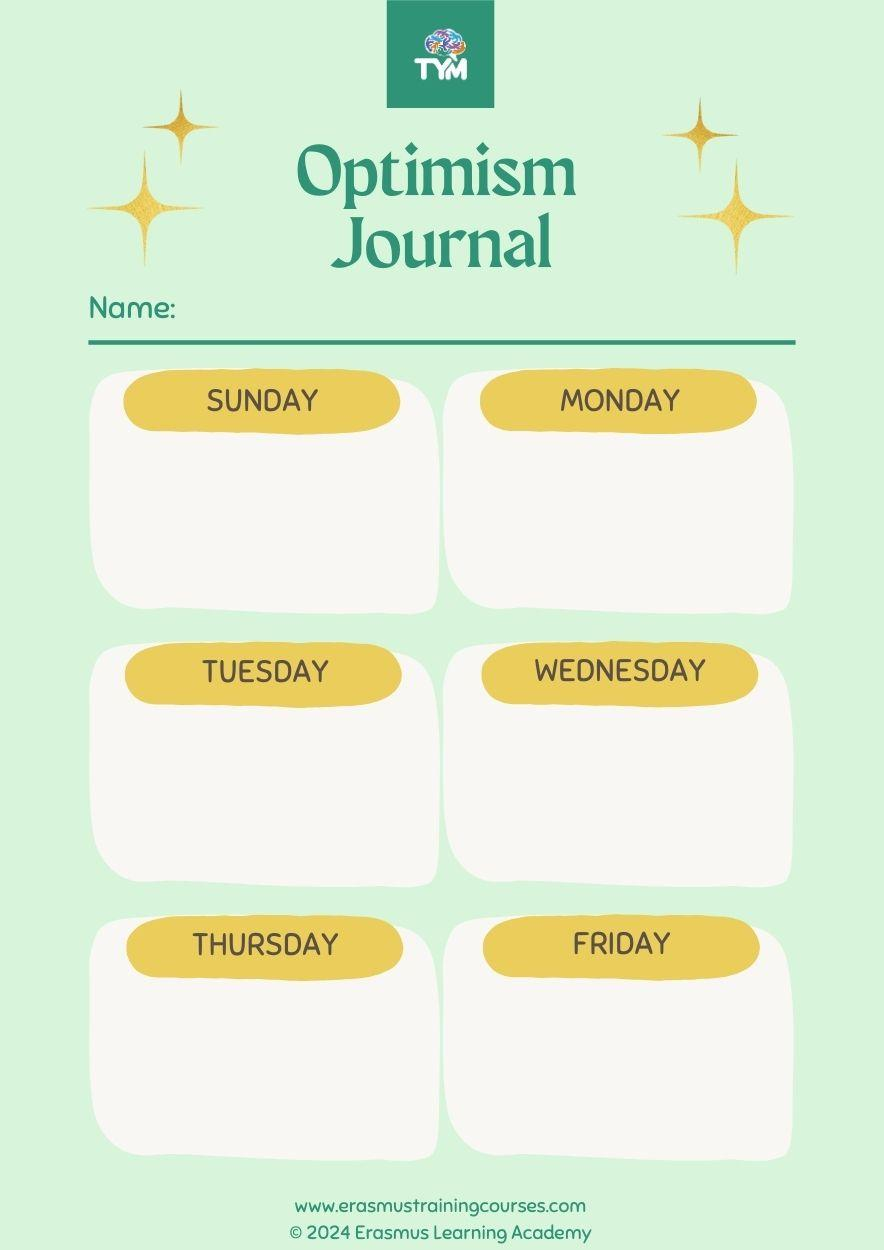 TYM
Optimism
Journal
Name:
SUNDAY
MONDAY
TUESDAY
WEDNESDAY
THURSDAY
FRIDAY
www.erasmustrainingcourses.com
© 2024 Erasmus Learning Academy